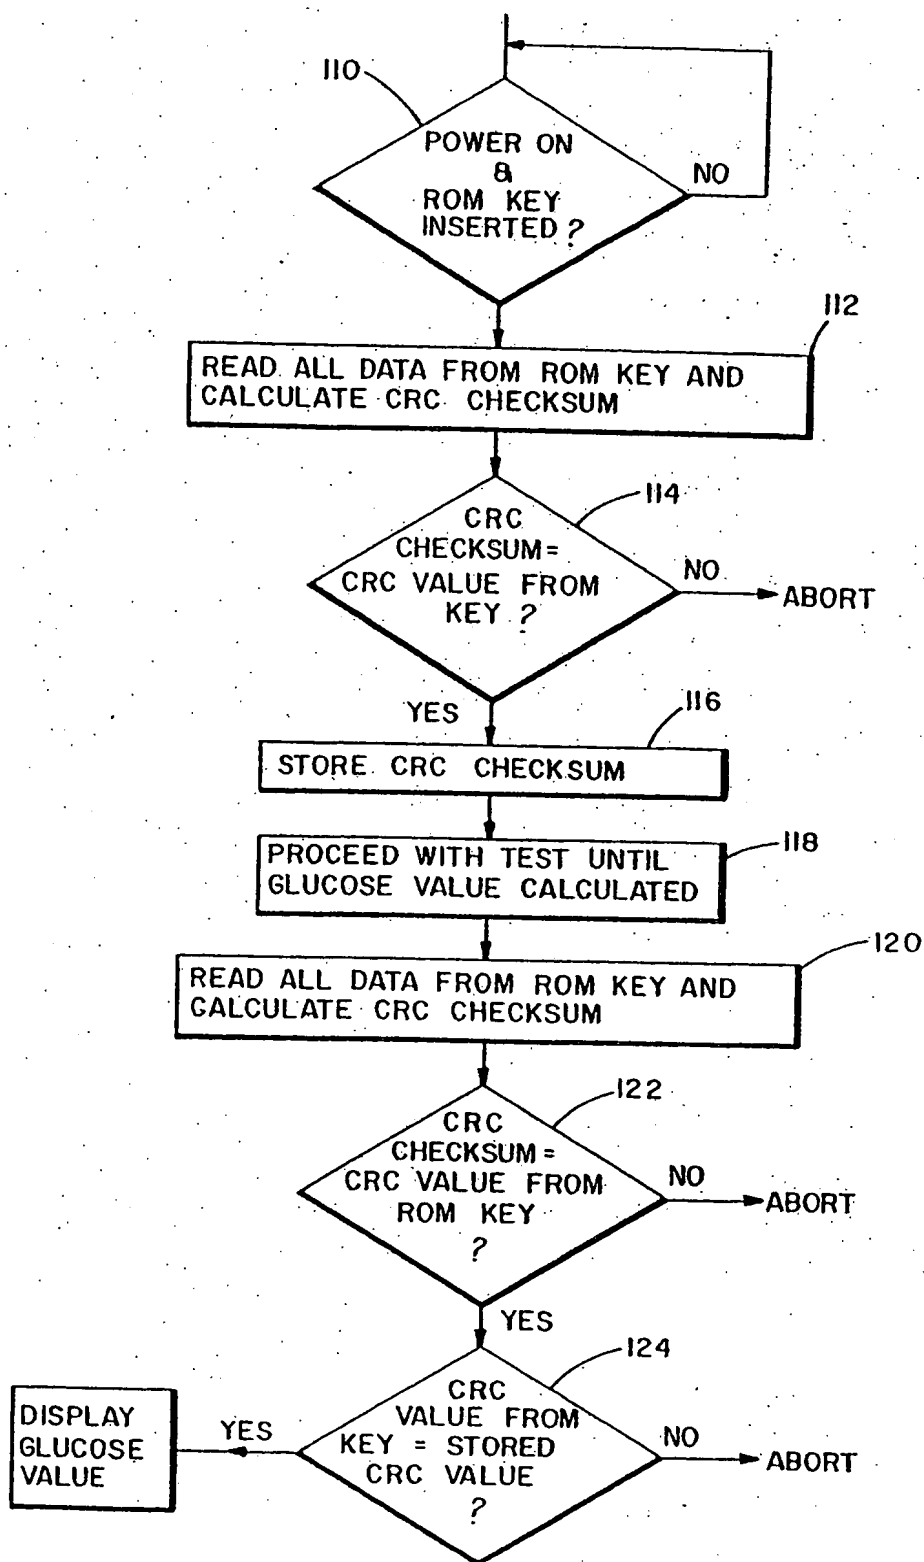 110
POWER ON
&
ROM KEY
INSERTED ?
NO
112
READ ALL DATA FROM ROM KEY AND
CALCULATE CRC CHECKSUM
114
CRC
CHECKSUM =
CRC VALUE FROM
KEY ?
NO
ABORT
YES
116
STORE CRC CHECKSUM
118
PROCEED WITH TEST UNTIL
GLUCOSE VALUE CALCULATED
120
READ ALL DATA FROM ROM KEY AND
CALCULATE CRC CHECKSUM
122
CRC
CHECKSUM =
CRC VALUE FROM
ROM KEY
?
NO
ABORT
YES
124
CRC
VALUE FROM
KEY = STORED
CRC VALUE
?
NO
ABORT
YES
DISPLAY
GLUCOSE
VALUE